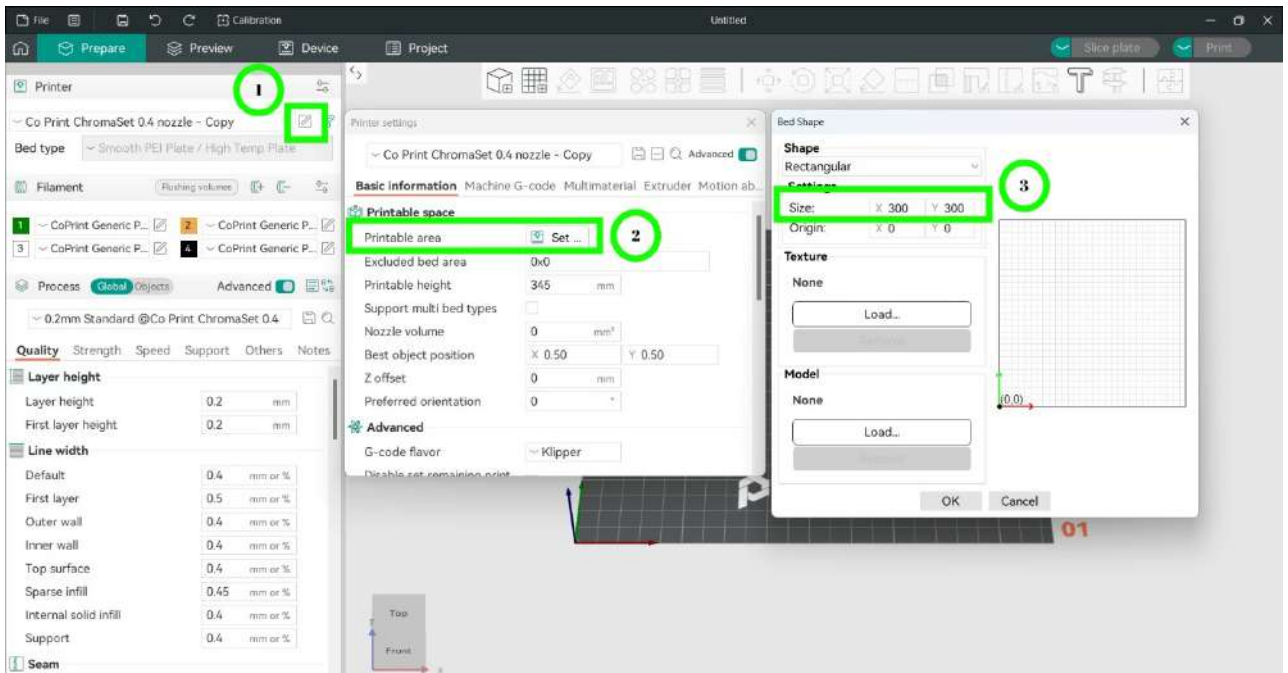 File Calibration Untitled
Prepare Preview Device Project Slice plate Print
Printer
1
Co Print ChromaSet 0.4 nozzle - Copy
Bed type Smooth PEI Plate / High Temp Plate
Filament Flushing volumes
1 CoPrint Generic P... 2 CoPrint Generic P...
3 CoPrint Generic P... 4 CoPrint Generic P...
Process Global Objects Advanced
0.2mm Standard @Co Print ChromaSet 0.4
Quality Strength Speed Support Others Notes
Layer height
Layer height 0.2 mm
First layer height 0.2 mm
Line width
Default 0.4 mm or %
First layer 0.5 mm or %
Outer wall 0.4 mm or %
Inner wall 0.4 mm or %
Top surface 0.4 mm or %
Sparse infill 0.45 mm or %
Internal solid infill 0.4 mm or %
Support 0.4 mm or %
Seam
Printer settings
Co Print ChromaSet 0.4 nozzle - Copy Advanced
Basic information Machine G-code Multimaterial Extruder Motion ab...
Printable space
Printable area Set ...
2
Excluded bed area 0x0
Printable height 345 mm
Support multi bed types
Nozzle volume 0 mm³
Best object position X 0.50 Y 0.50
Z offset 0 mm
Preferred orientation 0 °
Advanced
G-code flavor Klipper
Disable set remaining print
Bed Shape
Shape
Rectangular
Settings
3
Size: X 300 Y 300
Origin: X 0 Y 0
Texture
None
Load...
Remove
Model
None
Load...
Remove
(0,0)
OK Cancel
01
Top
Front